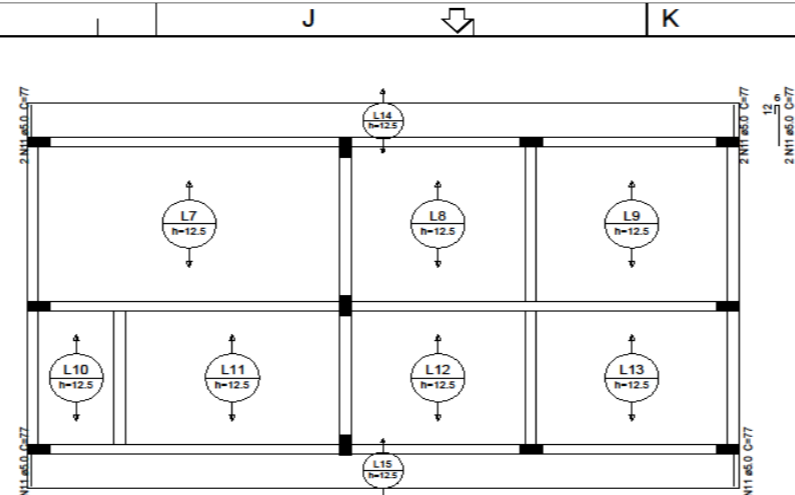 J
K
2 N11 ø5.0 C=77
L14
h=12.5
2 N11 ø5.0 C=77
12
6
2 N11 ø5.0 C=77
L7
h=12.5
L8
h=12.5
L9
h=12.5
L10
h=12.5
L11
h=12.5
L12
h=12.5
L13
h=12.5
N11 ø5.0 C=77
L15
h=12.5
N11 ø5.0 C=77